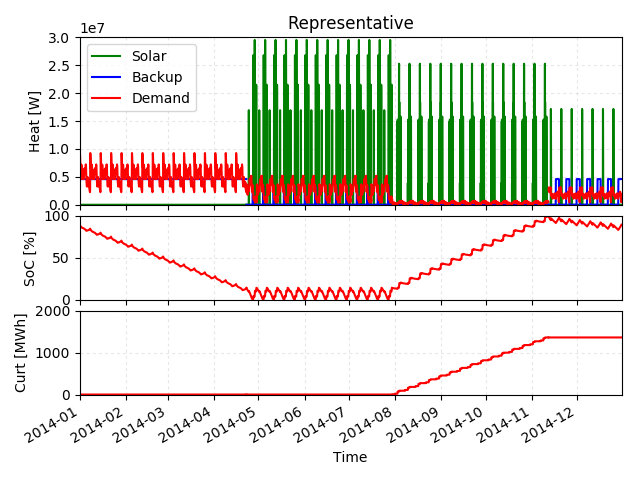 Representative
1e7
3.0
2.5
2.0
1.5
1.0
0.5
0.0
Heat [W]
Solar
Backup
Demand
100
50
0
SoC [%]
2000
1000
0
Curt [MWh]
2014-01
2014-02
2014-03
2014-04
2014-05
2014-06
2014-07
2014-08
2014-09
2014-10
2014-11
2014-12
Time